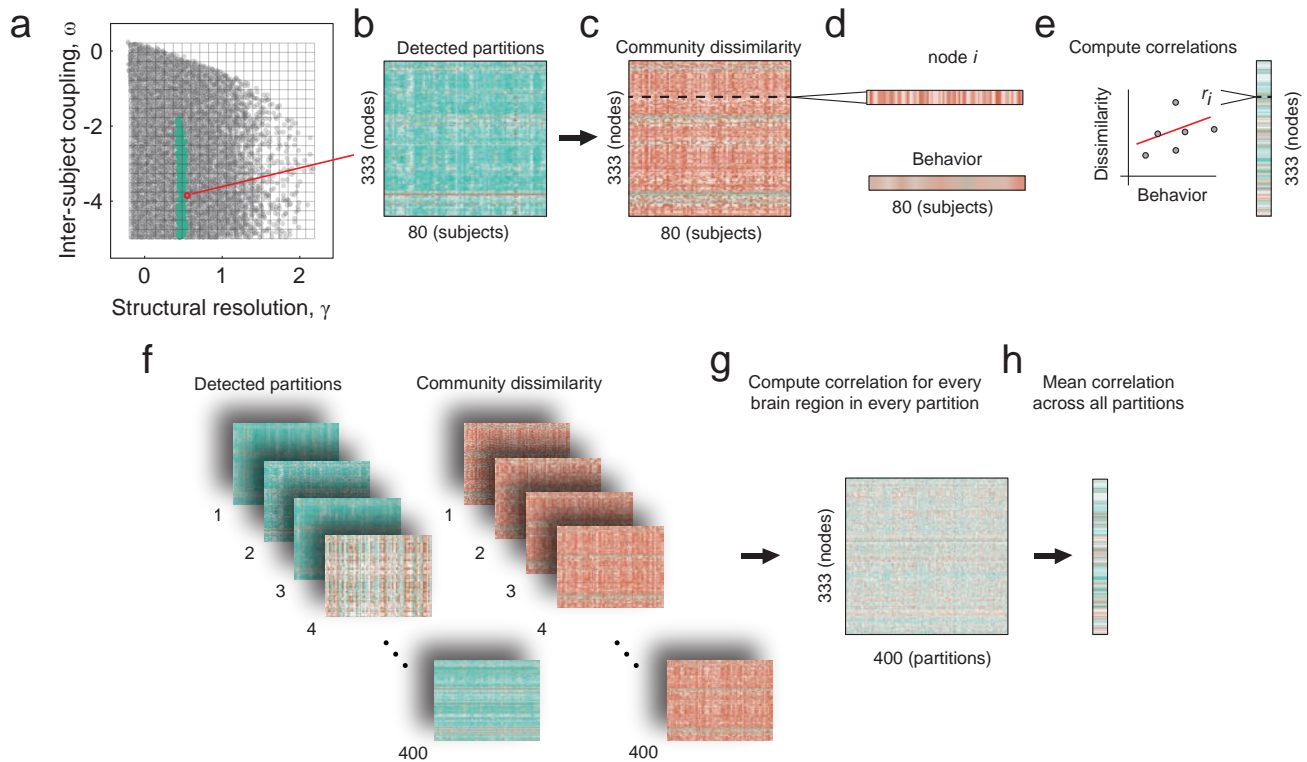 a
Inter-subject coupling, ω
0
-2
-4
0
1
2
Structural resolution, γ
b
Detected partitions
333 (nodes)
80 (subjects)
c
Community dissimilarity
333 (nodes)
80 (subjects)
d
node i
Behavior
80 (subjects)
e
Compute correlations
Dissimilarity
Behavior
ri
333 (nodes)
f
Detected partitions
1
2
3
4
400
Community dissimilarity
1
2
3
4
400
g
Compute correlation for every
brain region in every partition
333 (nodes)
400 (partitions)
h
Mean correlation
across all partitions